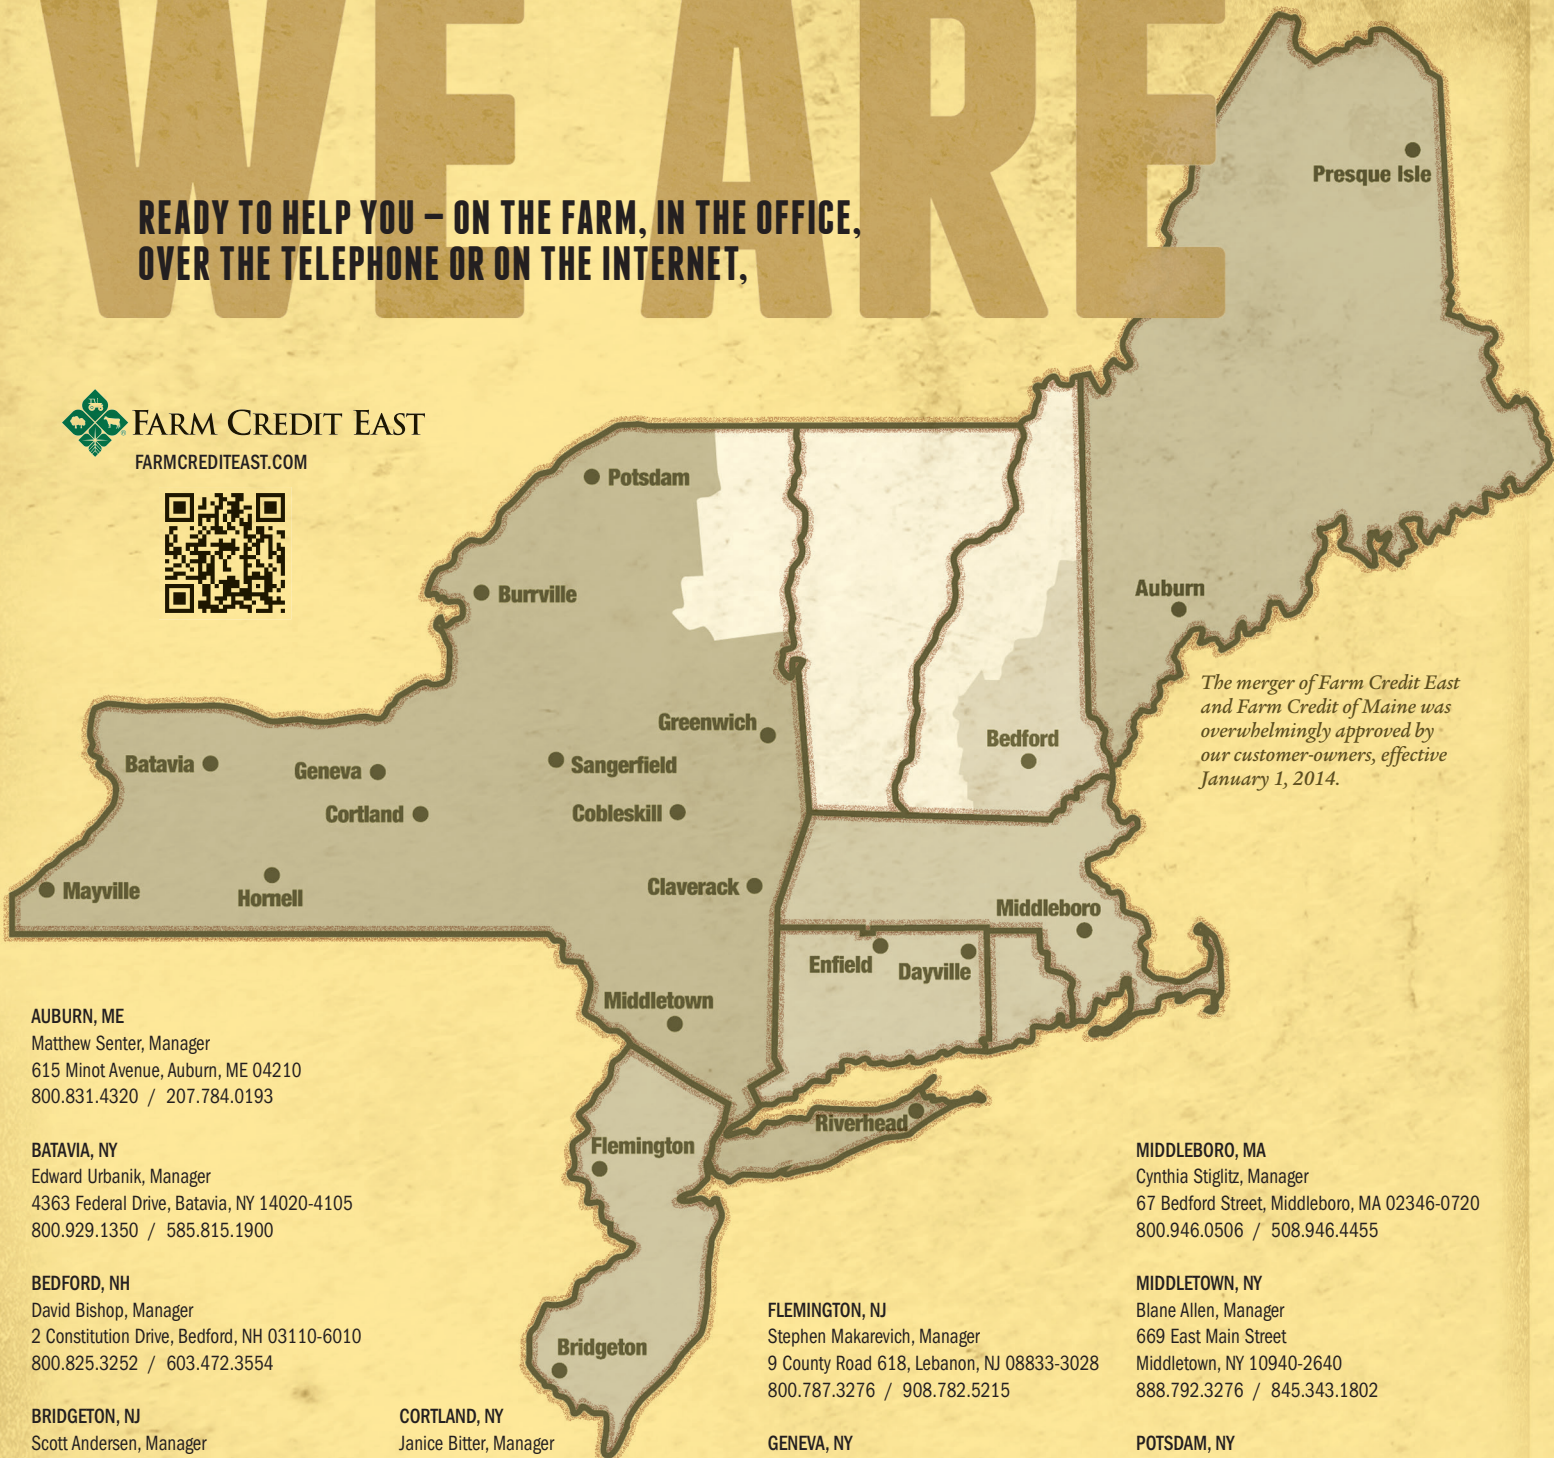 WE ARE
READY TO HELP YOU – ON THE FARM, IN THE OFFICE,
OVER THE TELEPHONE OR ON THE INTERNET,
FARM CREDIT EAST
FARMCREDITEAST.COM
Presque Isle
Potsdam
Burrville
Auburn
The merger of Farm Credit East
and Farm Credit of Maine was
overwhelmingly approved by
our customer-owners, effective
January 1, 2014.
Greenwich
Bedford
Batavia
Geneva
Sangerfield
Cortland
Cobleskill
Mayville
Hornell
Claverack
Middleboro
Enfield
Dayville
Middletown
Riverhead
Flemington
Bridgeton
AUBURN, ME
Matthew Senter, Manager
615 Minot Avenue, Auburn, ME 04210
800.831.4320 / 207.784.0193
BATAVIA, NY
Edward Urbanik, Manager
4363 Federal Drive, Batavia, NY 14020-4105
800.929.1350 / 585.815.1900
BEDFORD, NH
David Bishop, Manager
2 Constitution Drive, Bedford, NH 03110-6010
800.825.3252 / 603.472.3554
BRIDGETON, NJ
Scott Andersen, Manager
CORTLAND, NY
Janice Bitter, Manager
FLEMINGTON, NJ
Stephen Makarevich, Manager
9 County Road 618, Lebanon, NJ 08833-3028
800.787.3276 / 908.782.5215
GENEVA, NY
MIDDLEBORO, MA
Cynthia Stiglitz, Manager
67 Bedford Street, Middleboro, MA 02346-0720
800.946.0506 / 508.946.4455
MIDDLETOWN, NY
Blane Allen, Manager
669 East Main Street
Middletown, NY 10940-2640
888.792.3276 / 845.343.1802
POTSDAM, NY